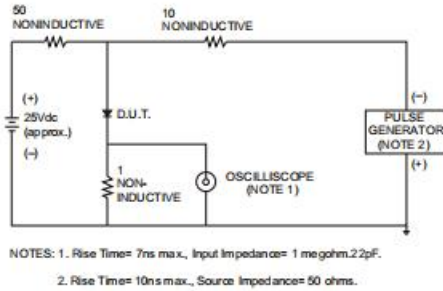 50
NONINDUCTIVE
10
NONINDUCTIVE
(+)
25Vdc
(approx.)
(−)
D.U.T.
1
NON-
INDUCTIVE
OSCILLISCOPE
(NOTE 1)
(−)
PULSE
GENERATOR
(NOTE 2)
(+)
NOTES: 1. Rise Time= 7ns max., Input Impedance= 1 megohm.22pF.
2. Rise Time= 10ns max., Source Impedance= 50 ohms.